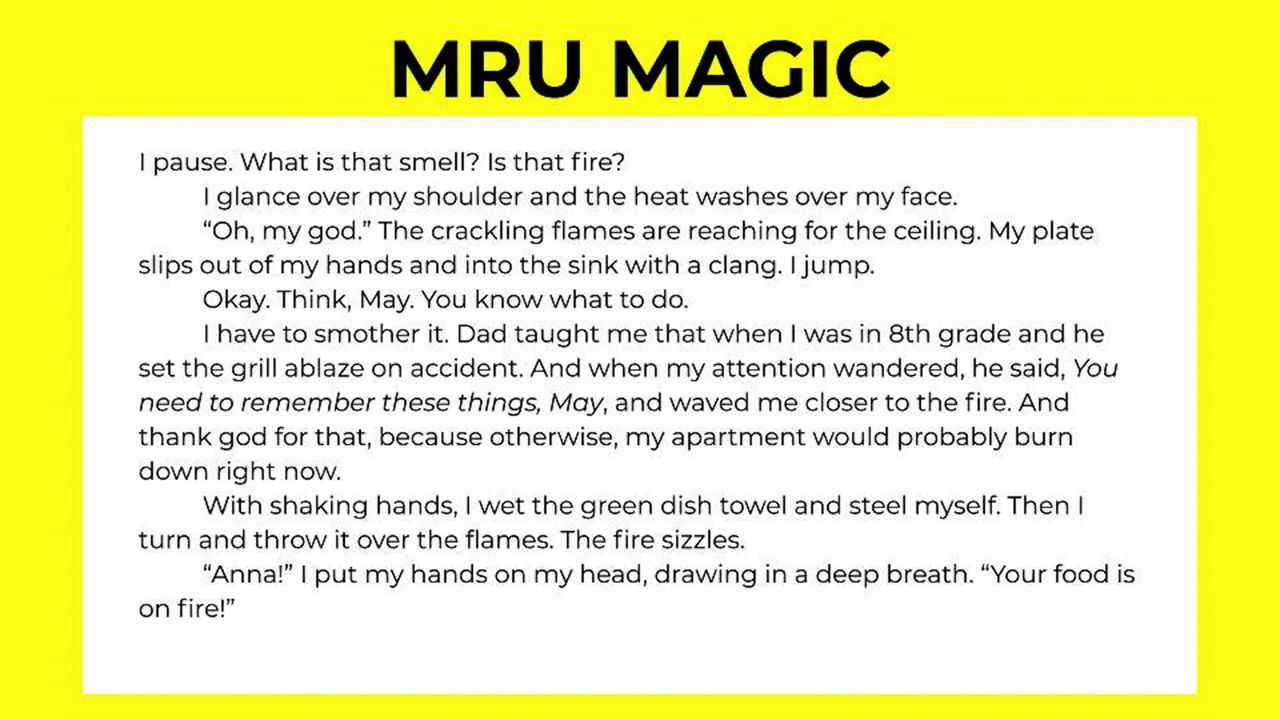 MRU MAGIC
I pause. What is that smell? Is that fire?
I glance over my shoulder and the heat washes over my face.
“Oh, my god.” The crackling flames are reaching for the ceiling. My plate
slips out of my hands and into the sink with a clang. I jump.
Okay. Think, May. You know what to do.
I have to smother it. Dad taught me that when I was in 8th grade and he
set the grill ablaze on accident. And when my attention wandered, he said, You
need to remember these things, May, and waved me closer to the fire. And
thank god for that, because otherwise, my apartment would probably burn
down right now.
With shaking hands, I wet the green dish towel and steel myself. Then I
turn and throw it over the flames. The fire sizzles.
“Anna!” I put my hands on my head, drawing in a deep breath. “Your food is
on fire!”